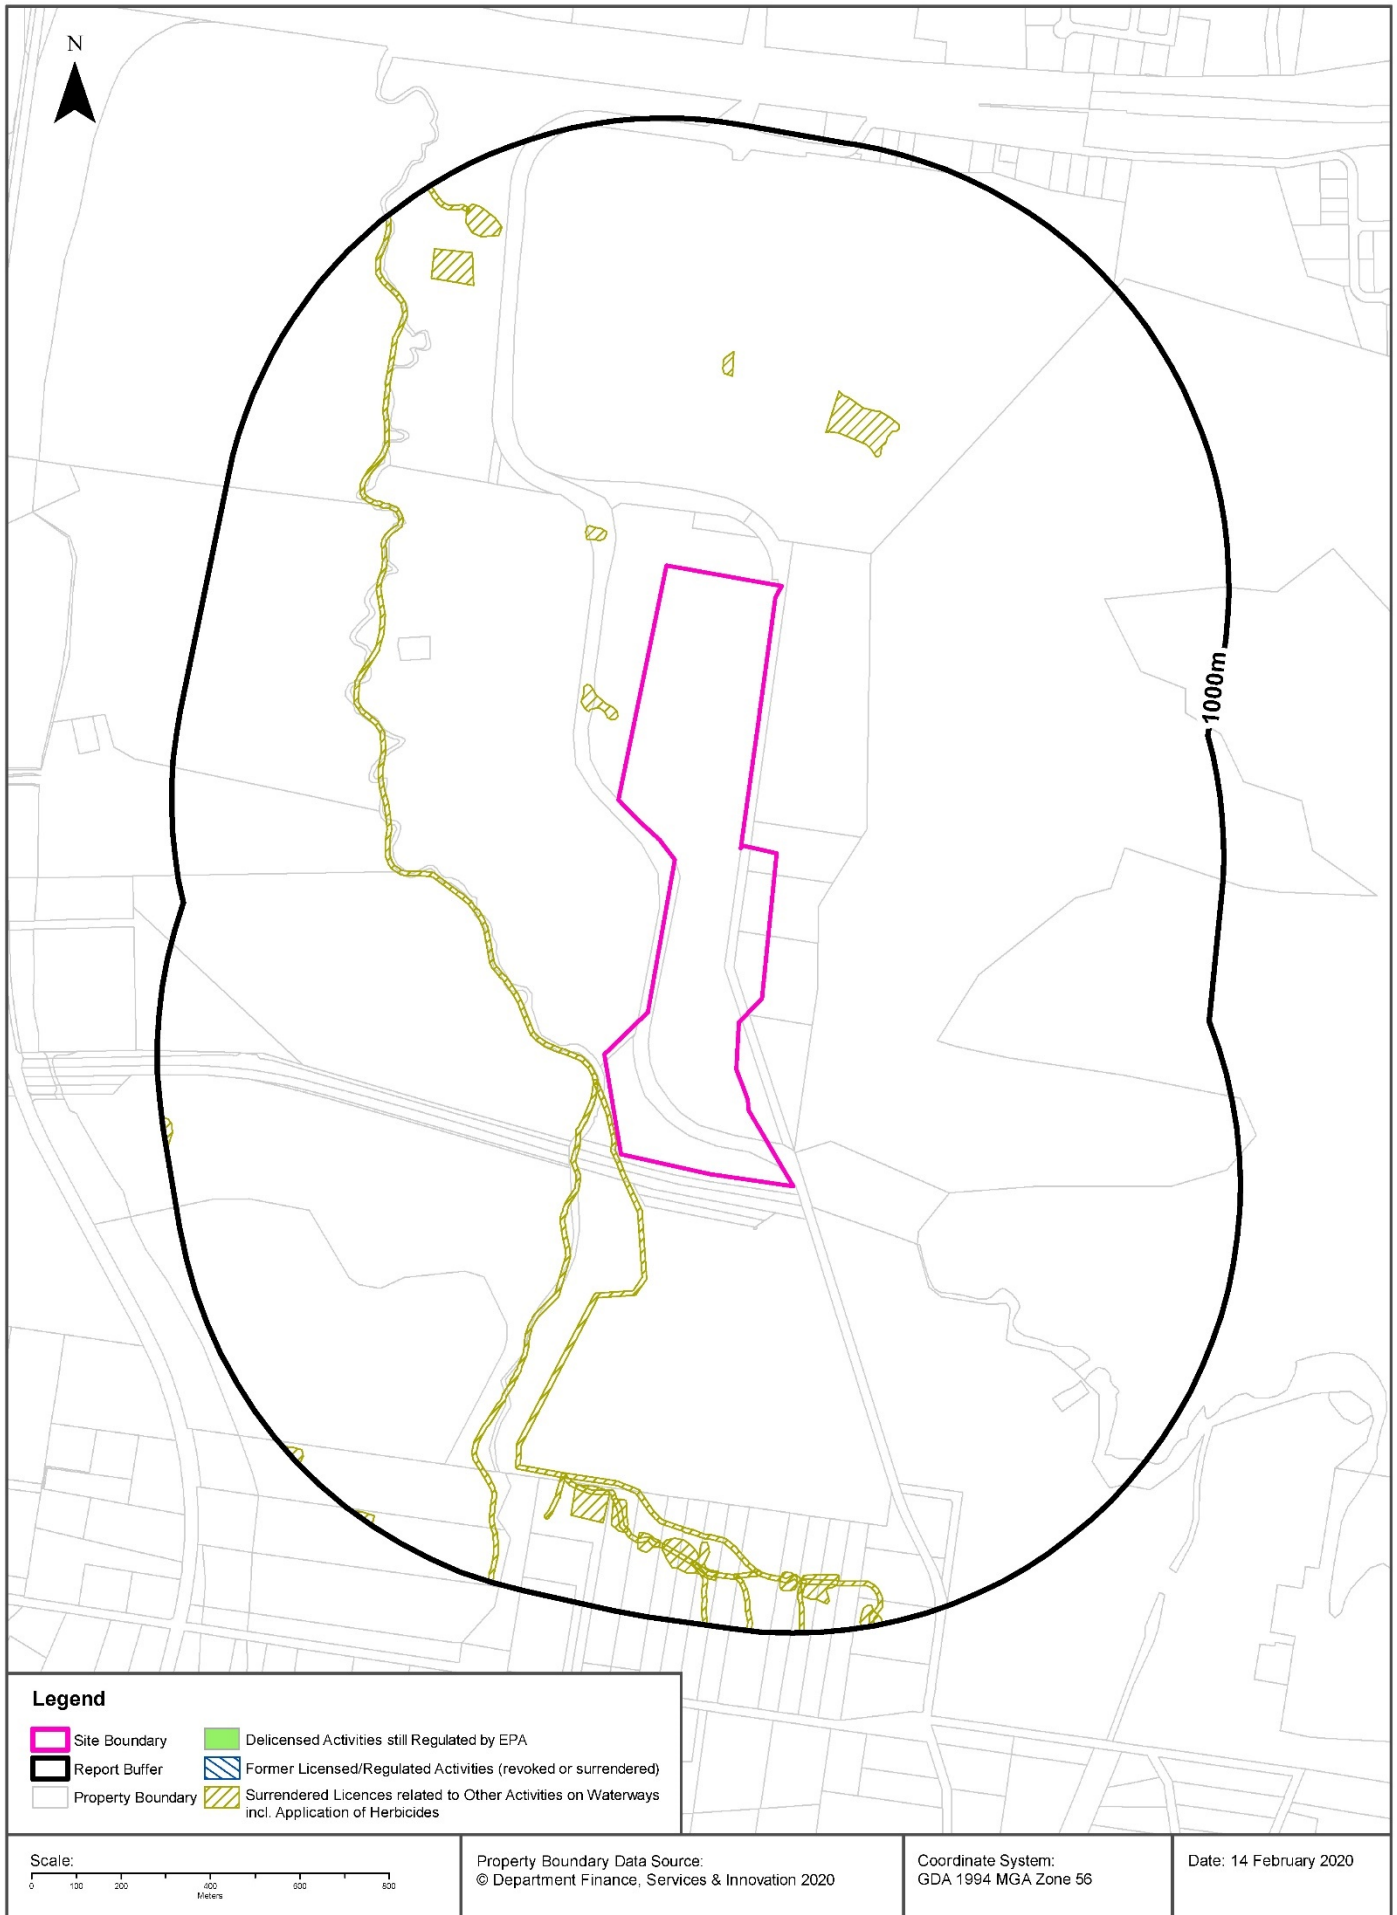 N
1000m
Legend
Site Boundary
Report Buffer
Property Boundary
Delicensed Activities still Regulated by EPA
Former Licensed/Regulated Activities (revoked or surrendered)
Surrendered Licences related to Other Activities on Waterways
incl. Application of Herbicides
Scale:
0 100 200 400 600 800
Meters
Property Boundary Data Source:
© Department Finance, Services & Innovation 2020
Coordinate System:
GDA 1994 MGA Zone 56
Date: 14 February 2020